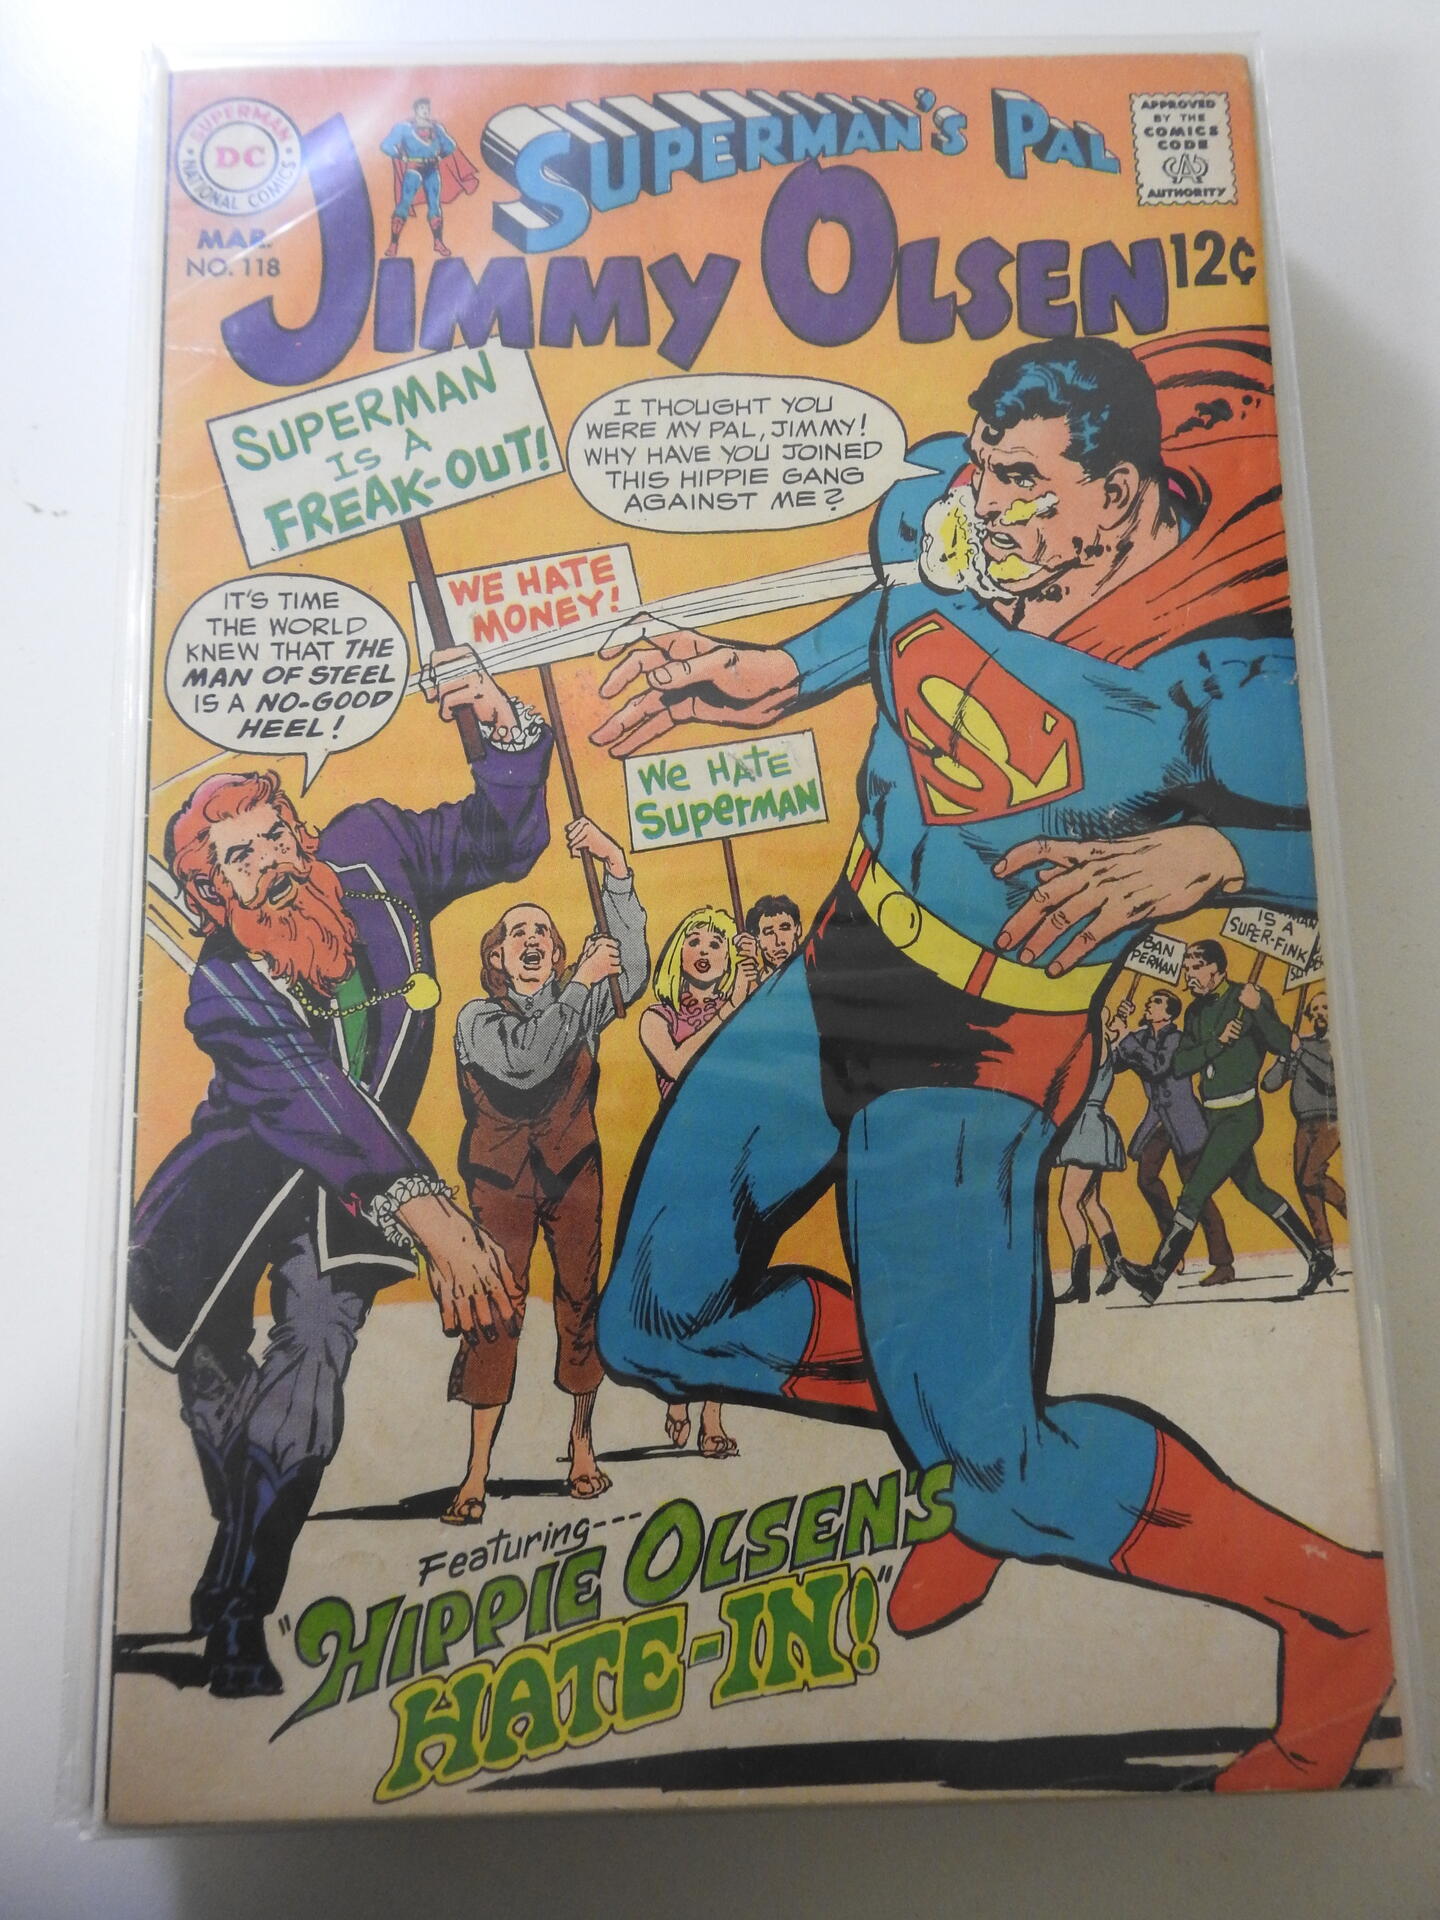 SUPERMAN
DC
NATIONAL COMICS
MAR.
NO. 118
SUPERMAN'S PAL
JIMMY OLSEN
APPROVED
BY THE
COMICS
CODE
CA
AUTHORITY
12¢
SUPERMAN
IS A
FREAK-OUT!
I THOUGHT YOU
WERE MY PAL, JIMMY!
WHY HAVE YOU JOINED
THIS HIPPIE GANG
AGAINST ME?
WE HATE
MONEY!
IT'S TIME
THE WORLD
KNEW THAT THE
MAN OF STEEL
IS A NO-GOOD
HEEL!
We HAtE
SuperMAN
S
BAN
PERMAN
MAN
IS A
SUPER-FINK
Featuring---
"HIPPIE OLSEN'S
HATE-IN!"